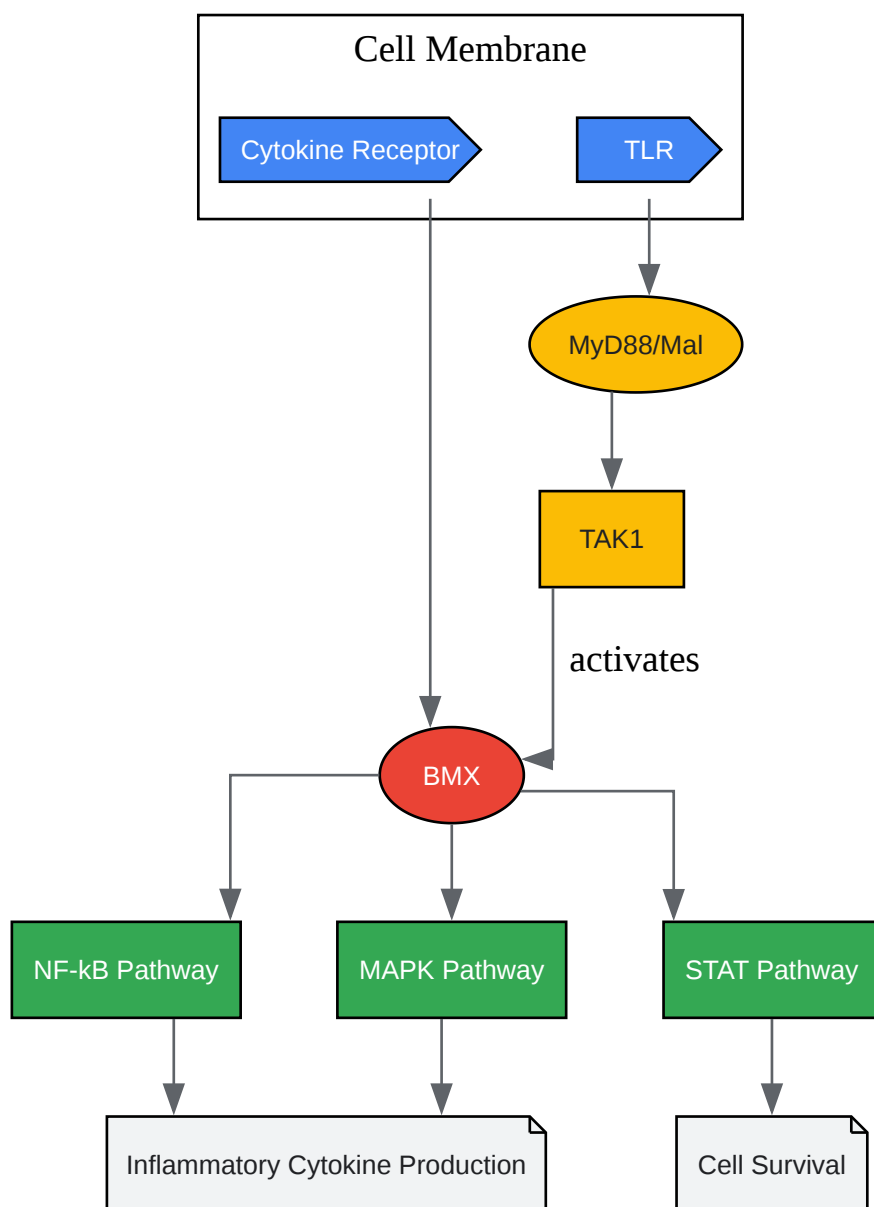 Cell Membrane
Cytokine Receptor
TLR
MyD88/Mal
TAK1
activates
BMX
NF-kB Pathway
MAPK Pathway
STAT Pathway
Inflammatory Cytokine Production
Cell Survival